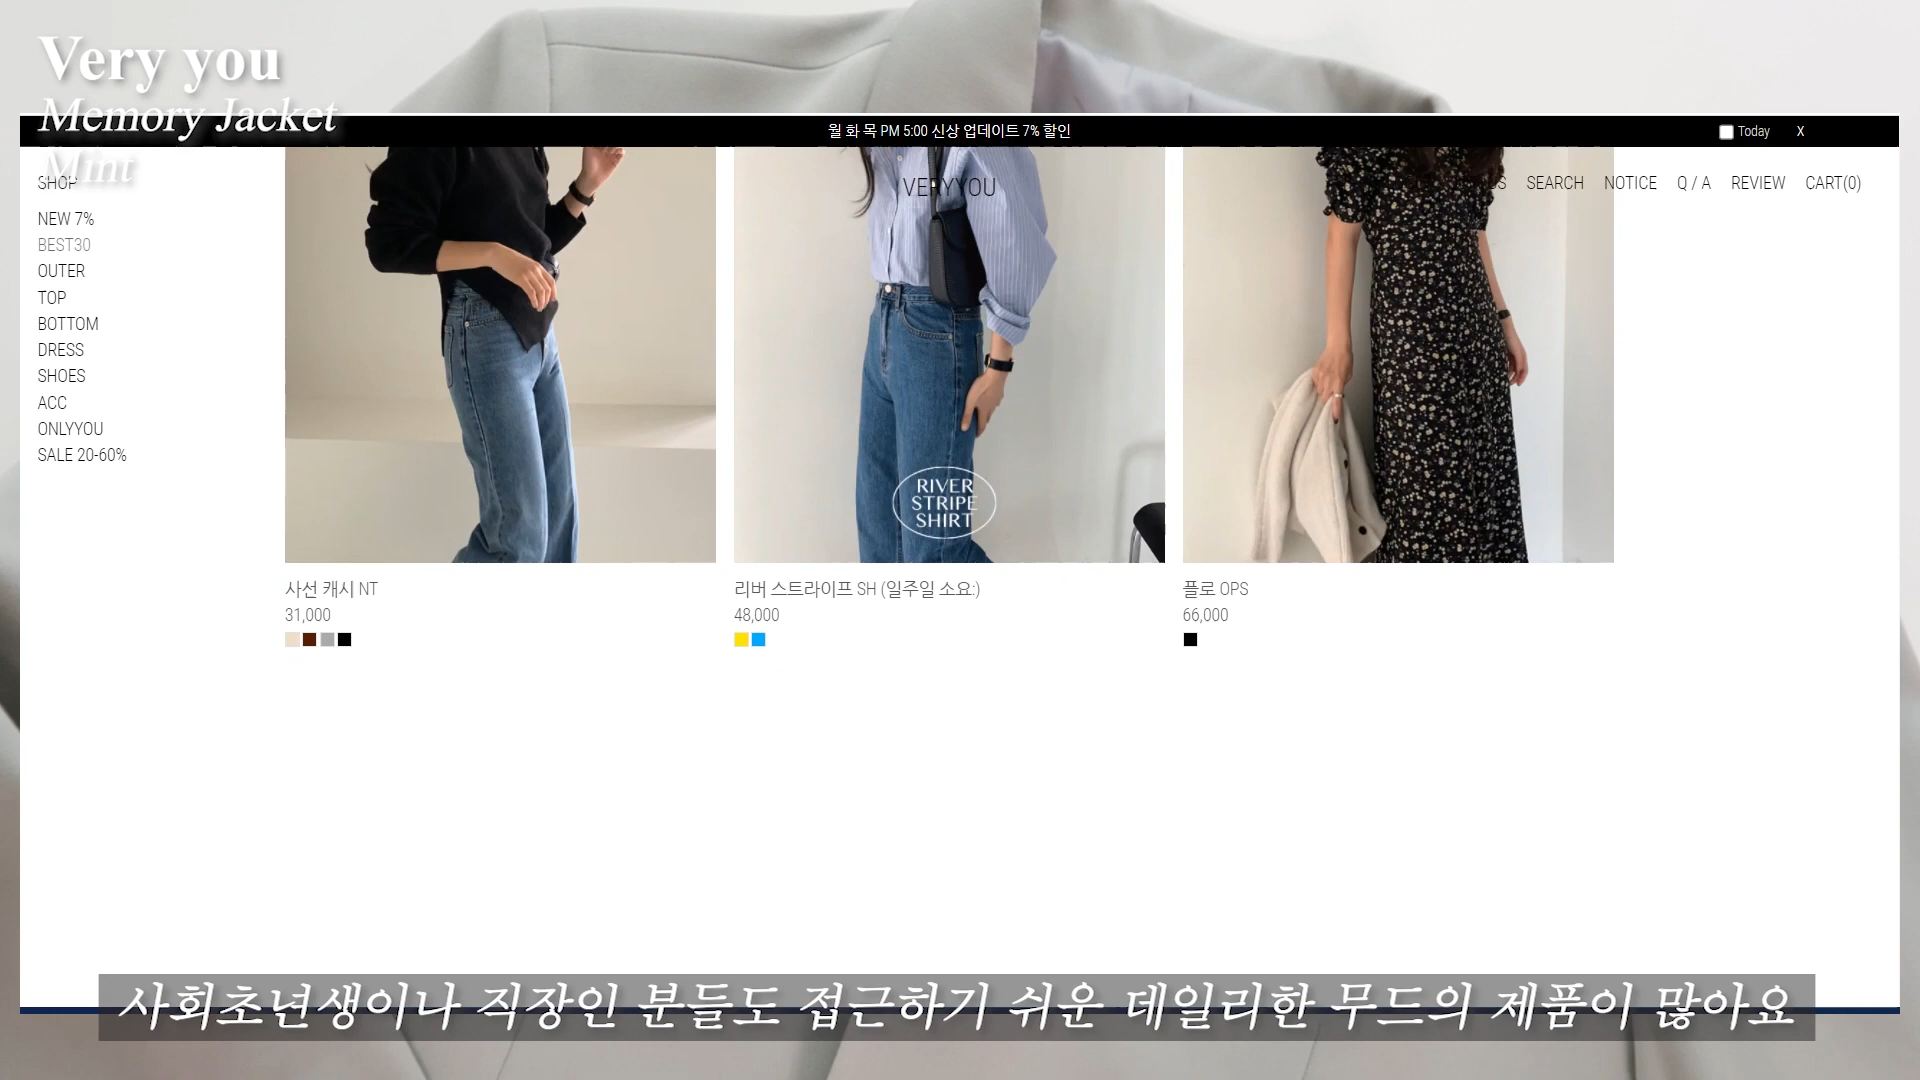 Very you
Memory Jacket
Mint
월 화 목 PM 5:00 신상 업데이트 7% 할인
Today
X
SHOP
VERYYOU
SEARCH
NOTICE
Q / A
REVIEW
CART(0)
NEW 7%
BEST30
OUTER
TOP
BOTTOM
DRESS
SHOES
ACC
ONLYYOU
SALE 20-60%
RIVER
STRIPE
SHIRT
사선 캐시 NT
31,000
리버 스트라이프 SH (일주일 소요:)
48,000
플로 OPS
66,000
사회초년생이나 직장인 분들도 접근하기 쉬운 데일리한 무드의 제품이 많아요